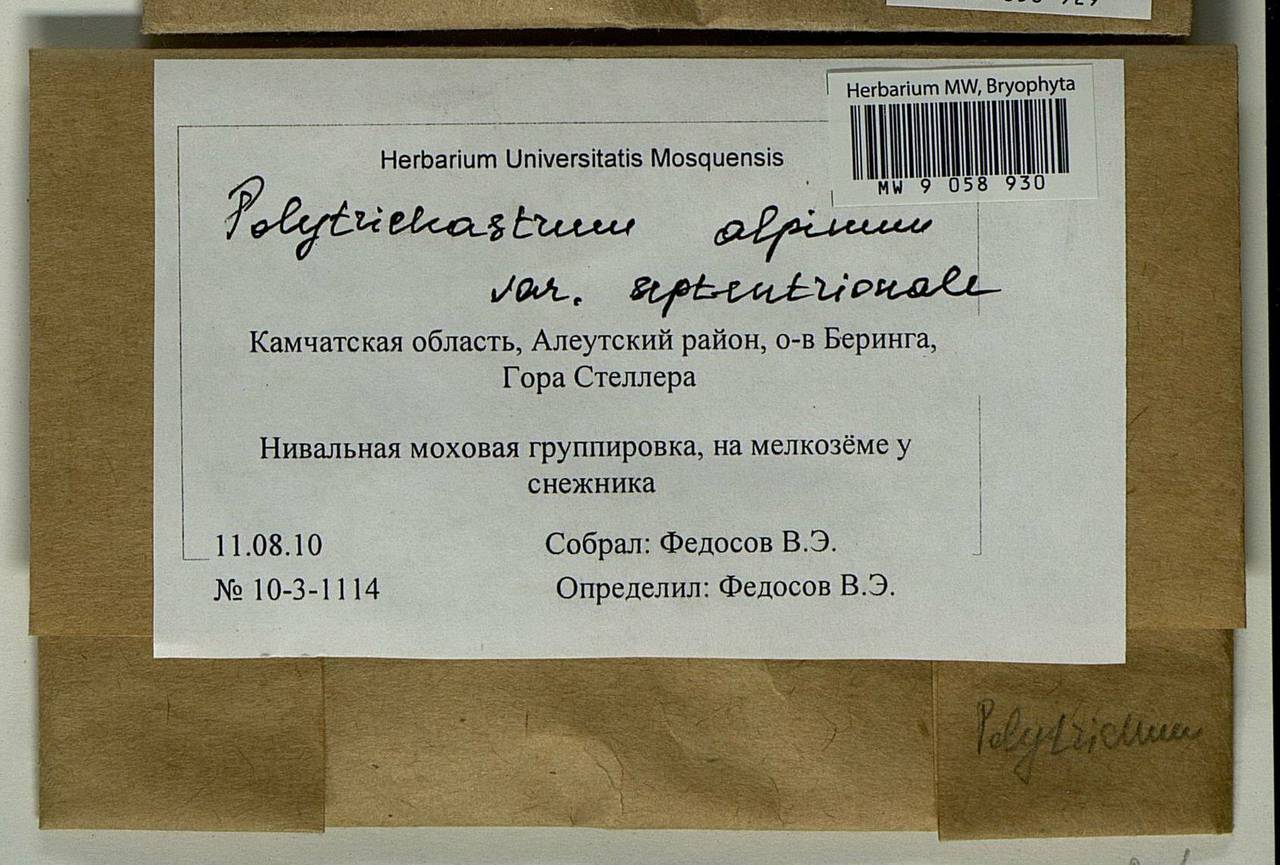 Herbarium MW, Bryophyta
MW 9 058 930
Herbarium Universitatis Mosquensis
Polytrichastrum alpinum
var. septentrionale
Камчатская область, Алеутский район, о-в Беринга,
Гора Стеллера
Нивальная моховая группировка, на мелкозёме у
снежника
11.08.10 Собрал: Федосов В.Э.
№ 10-3-1114 Определил: Федосов В.Э.
Polytrichum